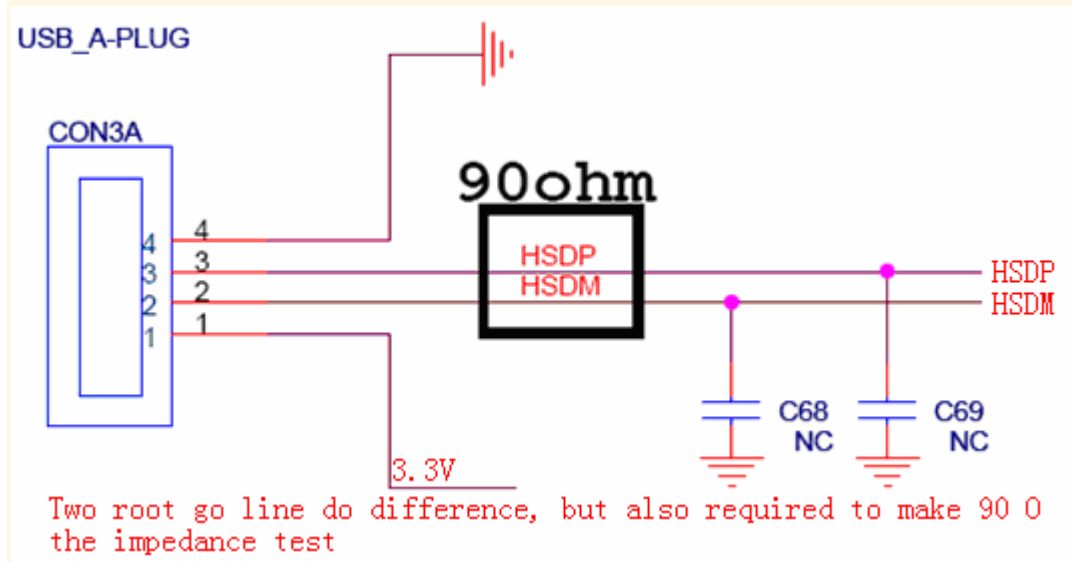 USB_A-PLUG
CON3A
90ohm
4 4
HSDP
3 3
HSDP
HSDM
2 2
HSDM
1 1
C68
C69
NC
NC
3.3V
Two root go line do difference, but also required to make 90 O
the impedance test